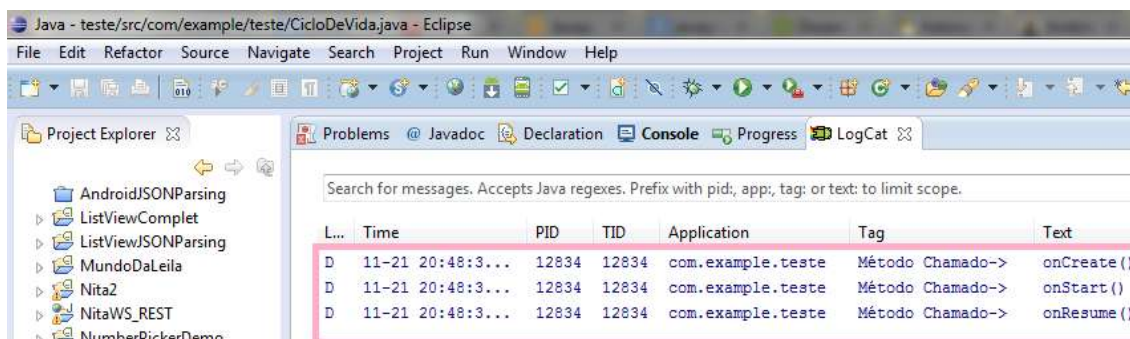 Java - teste/src/com/example/teste/CicloDeVida.java - Eclipse
File Edit Refactor Source Navigate Search Project Run Window Help
Project Explorer
Problems @ Javadoc Declaration Console Progress LogCat
Search for messages. Accepts Java regexes. Prefix with pid:, app:, tag: or text: to limit scope.
AndroidJSONParsing
ListViewComplet
ListViewJSONParsing
MundoDaLeila
Nita2
NitaWS_REST
NumberPickerDemo
L... Time PID TID Application Tag Text
D 11-21 20:48:3... 12834 12834 com.example.teste Método Chamado-> onCreate()
D 11-21 20:48:3... 12834 12834 com.example.teste Método Chamado-> onStart()
D 11-21 20:48:3... 12834 12834 com.example.teste Método Chamado-> onResume()